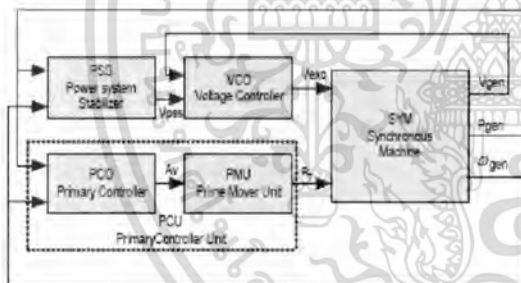 PSS
Power system
Stabilizer
VCO
Voltage Controller
SYM
Synchronous
Machine
PCO
Primary Controller
PMU
Prime Mover Unit
PCU
PrimaryController Unit
Vpss
Vexc
Av
Vgen
Pgen
ωgen